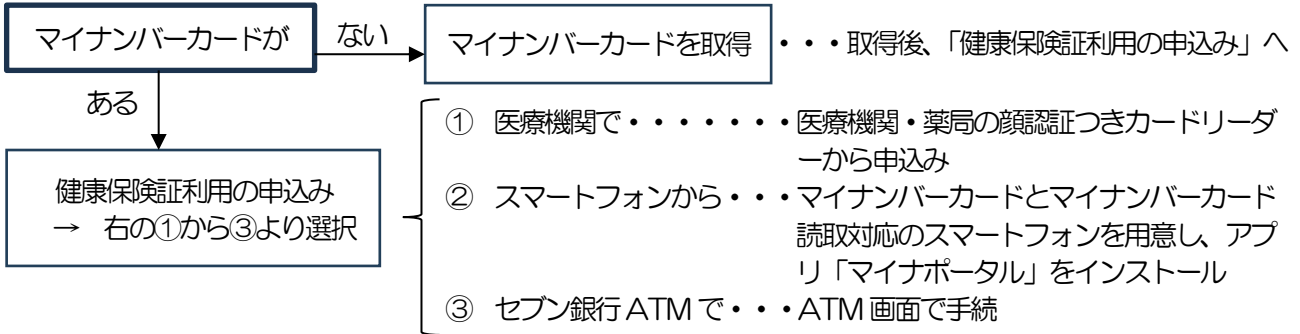 マイナンバーカードが
ない
マイナンバーカードを取得
・・・取得後、「健康保険証利用の申込み」へ
ある
健康保険証利用の申込み
→　右の①から③より選択
①　医療機関で・・・・・・・医療機関・薬局の顔認証つきカードリーダ
ーから申込み
②　スマートフォンから・・・マイナンバーカードとマイナンバーカード
読取対応のスマートフォンを用意し、アプ
リ「マイナポータル」をインストール
③　セブン銀行ATMで・・・ATM画面で手続